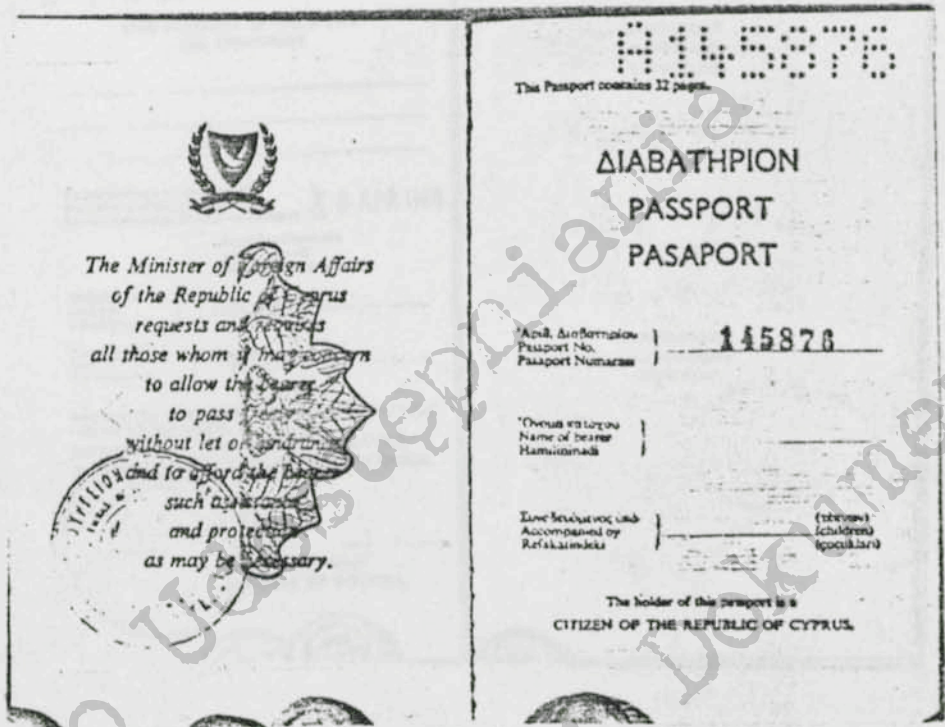 The Minister of Foreign Affairs
of the Republic of Cyprus
requests and requires
all those whom it may concern
to allow the bearer
to pass
without let or
and to afford the bearer
such assistance
and protection
as may be necessary.
A145876
This Passport contains 32 pages.
ΔΙΑΒΑΤΗΡΙΟΝ
PASSPORT
PASAPORT
Passport No.
145876
Name of bearer
Accompanied by
(children)
The holder of this passport is a
CITIZEN OF THE REPUBLIC OF CYPRUS.
Do Udostępniania
Dokumen